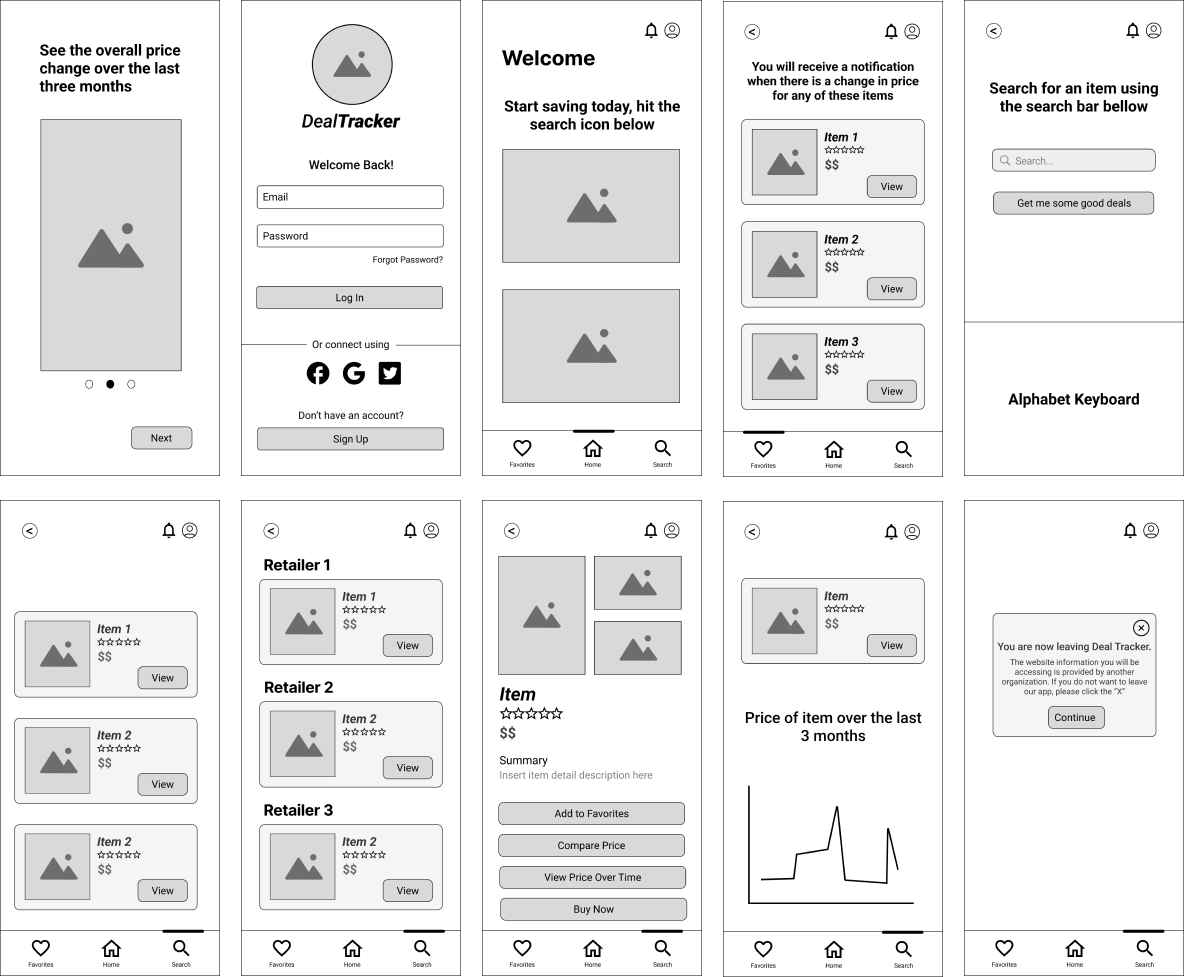 See the overall price
change over the last
three months
Next
DealTracker
Welcome Back!
Email
Password
Forgot Password?
Log In
Or connect using
Don't have an account?
Sign Up
Welcome
Start saving today, hit the
search icon below
Favorites
Home
Search
<
You will receive a notification
when there is a change in price
for any of these items
Item 1
$$
View
Item 2
$$
View
Item 3
$$
View
Favorites
Home
Search
<
Search for an item using
the search bar bellow
Search...
Get me some good deals
Alphabet Keyboard
<
Item 1
$$
View
Item 2
$$
View
Item 2
$$
View
Favorites
Home
Search
<
Retailer 1
Item 1
$$
View
Retailer 2
Item 2
$$
View
Retailer 3
Item 2
$$
View
Favorites
Home
Search
<
Item
$$
Summary
Insert item detail description here
Add to Favorites
Compare Price
View Price Over Time
Buy Now
Favorites
Home
Search
<
Item
$$
View
Price of item over the last
3 months
Favorites
Home
Search
You are now leaving Deal Tracker.
The website information you will be
accessing is provided by another
organization. If you do not want to leave
our app, please click the "X"
Continue
Favorites
Home
Search